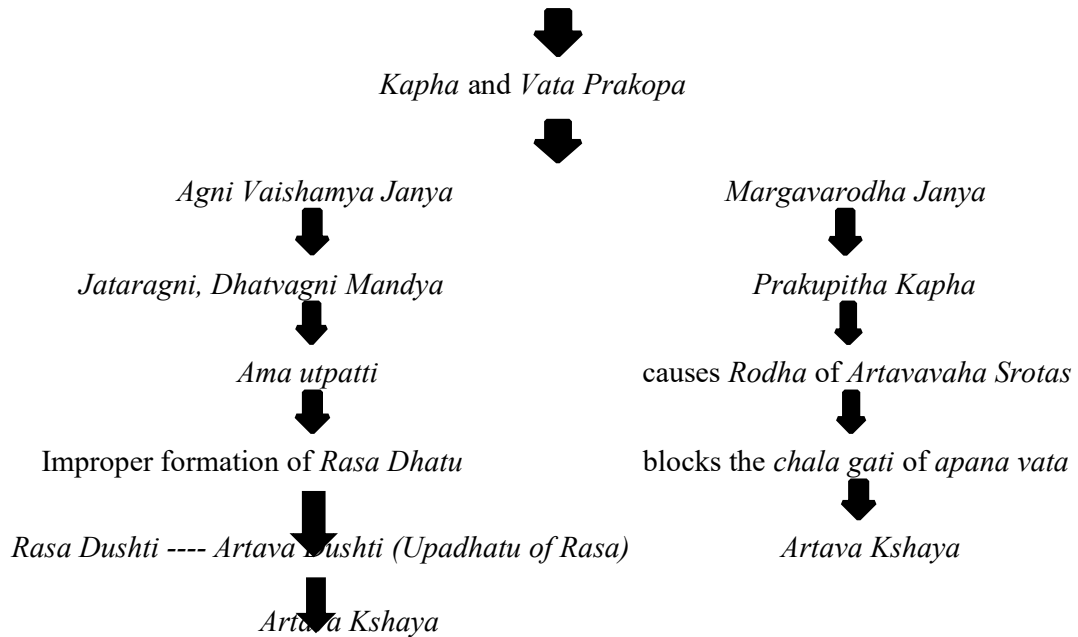 Kapha and Vata Prakopa
Agni Vaishamya Janya
Margavarodha Janya
Jataragni, Dhatvagni Mandya
Prakupitha Kapha
Ama utpatti
causes Rodha of Artavavaha Srotas
Improper formation of Rasa Dhatu
blocks the chala gati of apana vata
Rasa Dushti ---- Artava Dushti (Upadhatu of Rasa)
Artava Kshaya
Artava Kshaya